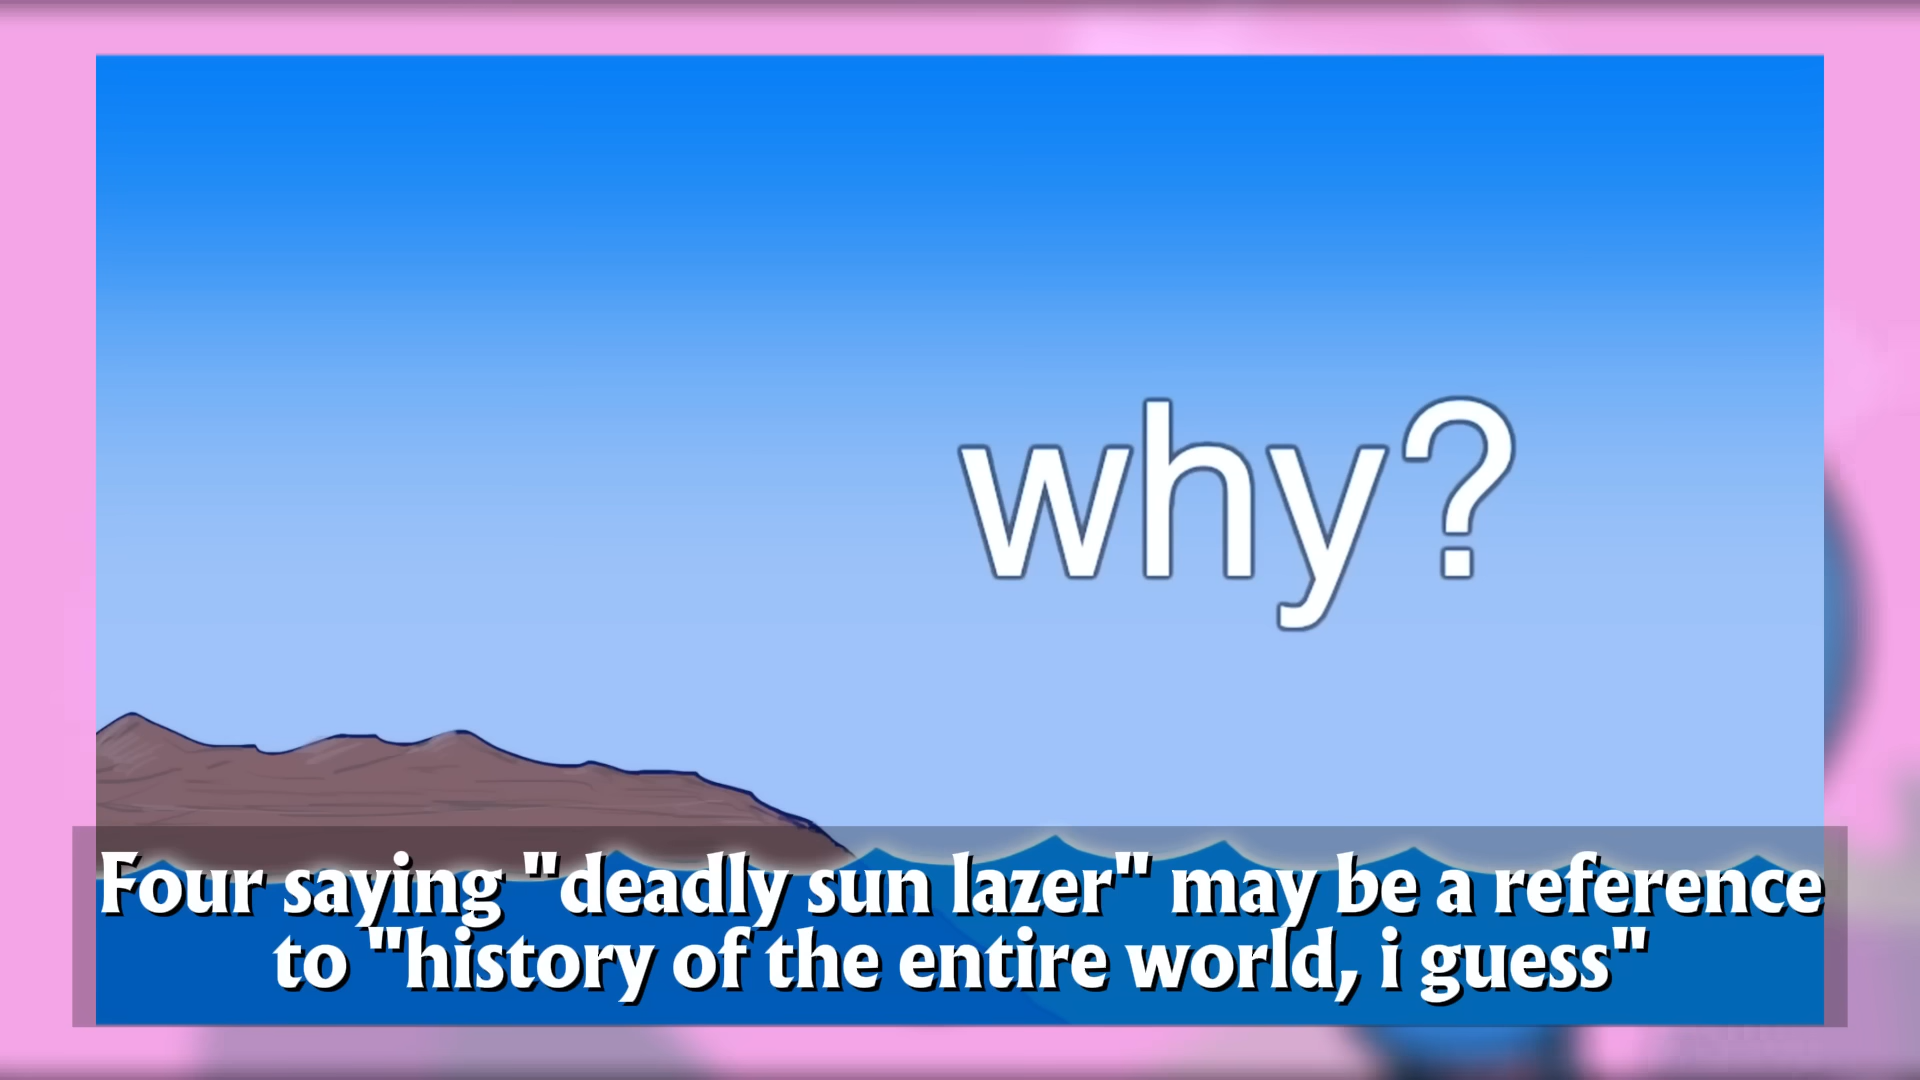 why?
Four saying "deadly sun lazer" may be a reference
to "history of the entire world, i guess"